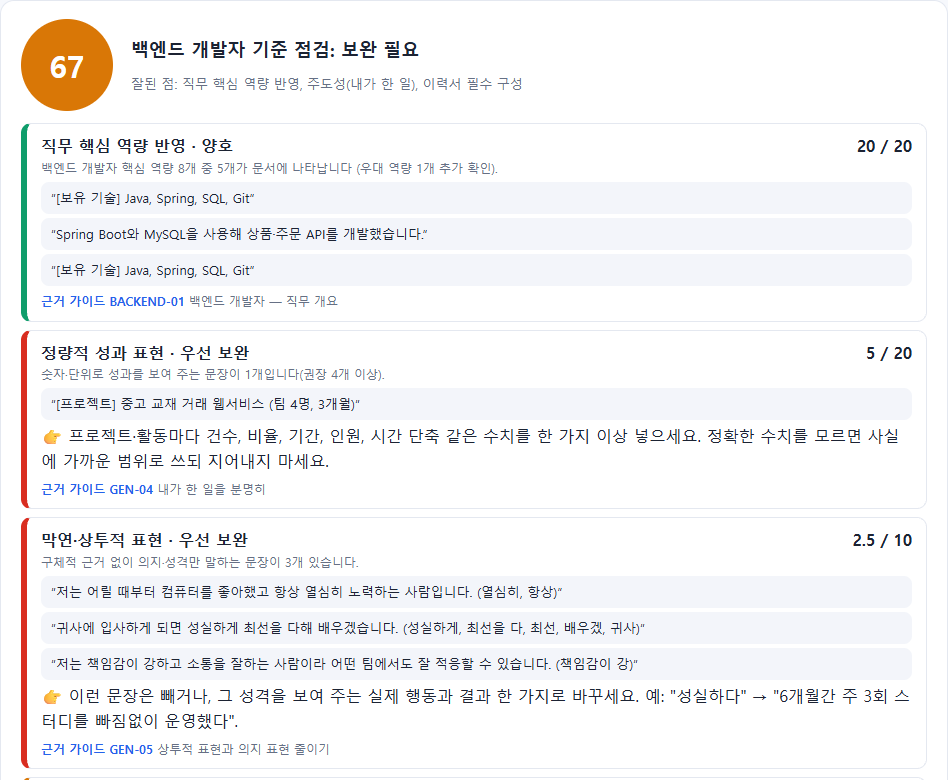 67
백엔드 개발자 기준 점검: 보완 필요
잘된 점: 직무 핵심 역량 반영, 주도성(내가 한 일), 이력서 필수 구성
직무 핵심 역량 반영 · 양호
20 / 20
백엔드 개발자 핵심 역량 8개 중 5개가 문서에 나타납니다 (우대 역량 1개 추가 확인).
"[보유 기술] Java, Spring, SQL, Git"
"Spring Boot와 MySQL을 사용해 상품·주문 API를 개발했습니다."
"[보유 기술] Java, Spring, SQL, Git"
근거 가이드 BACKEND-01 백엔드 개발자 — 직무 개요
정량적 성과 표현 · 우선 보완
5 / 20
숫자·단위로 성과를 보여 주는 문장이 1개입니다(권장 4개 이상).
"[프로젝트] 중고 교재 거래 웹서비스 (팀 4명, 3개월)"
👉 프로젝트·활동마다 건수, 비율, 기간, 인원, 시간 단축 같은 수치를 한 가지 이상 넣으세요. 정확한 수치를 모르면 사실
에 가까운 범위로 쓰되 지어내지 마세요.
근거 가이드 GEN-04 내가 한 일을 분명히
막연·상투적 표현 · 우선 보완
2.5 / 10
구체적 근거 없이 의지·성격만 말하는 문장이 3개 있습니다.
"저는 어릴 때부터 컴퓨터를 좋아했고 항상 열심히 노력하는 사람입니다. (열심히, 항상)"
"귀사에 입사하게 되면 성실하게 최선을 다해 배우겠습니다. (성실하게, 최선을 다, 최선, 배우겠, 귀사)"
"저는 책임감이 강하고 소통을 잘하는 사람이라 어떤 팀에서도 잘 적응할 수 있습니다. (책임감이 강)"
👉 이런 문장은 빼거나, 그 성격을 보여 주는 실제 행동과 결과 한 가지로 바꾸세요. 예: "성실하다" → "6개월간 주 3회 스
터디를 빠짐없이 운영했다".
근거 가이드 GEN-05 상투적 표현과 의지 표현 줄이기